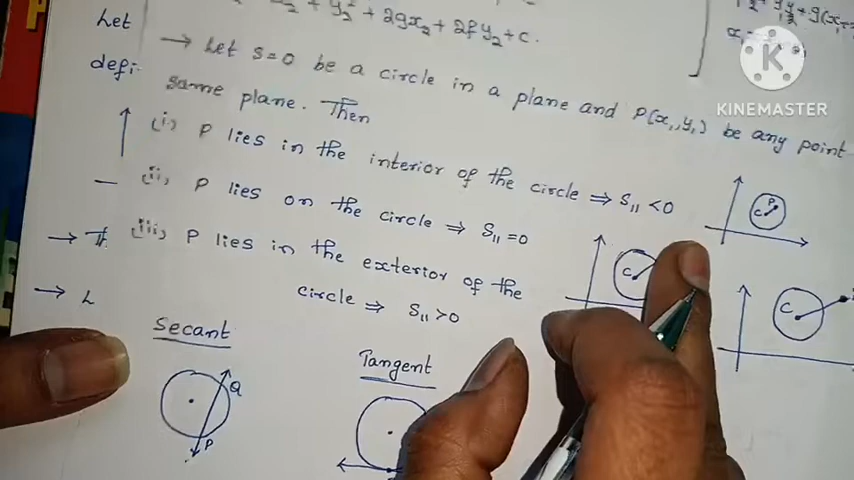 Let
x₂² + y₂² + 2gx₂ + 2fy₂ + c.
KINEMASTER
defi:
→ Let S=0 be a circle in a plane and P(x₁,y₁) be any point
same plane. Then
(i) P lies in the interior of the circle ⇒ S₁₁ <0
(ii) P lies on the circle ⇒ S₁₁=0
(iii) P lies in the exterior of the
circle ⇒ S₁₁>0
→ L
Secant
Tangent
Q
P
C
P
C
C